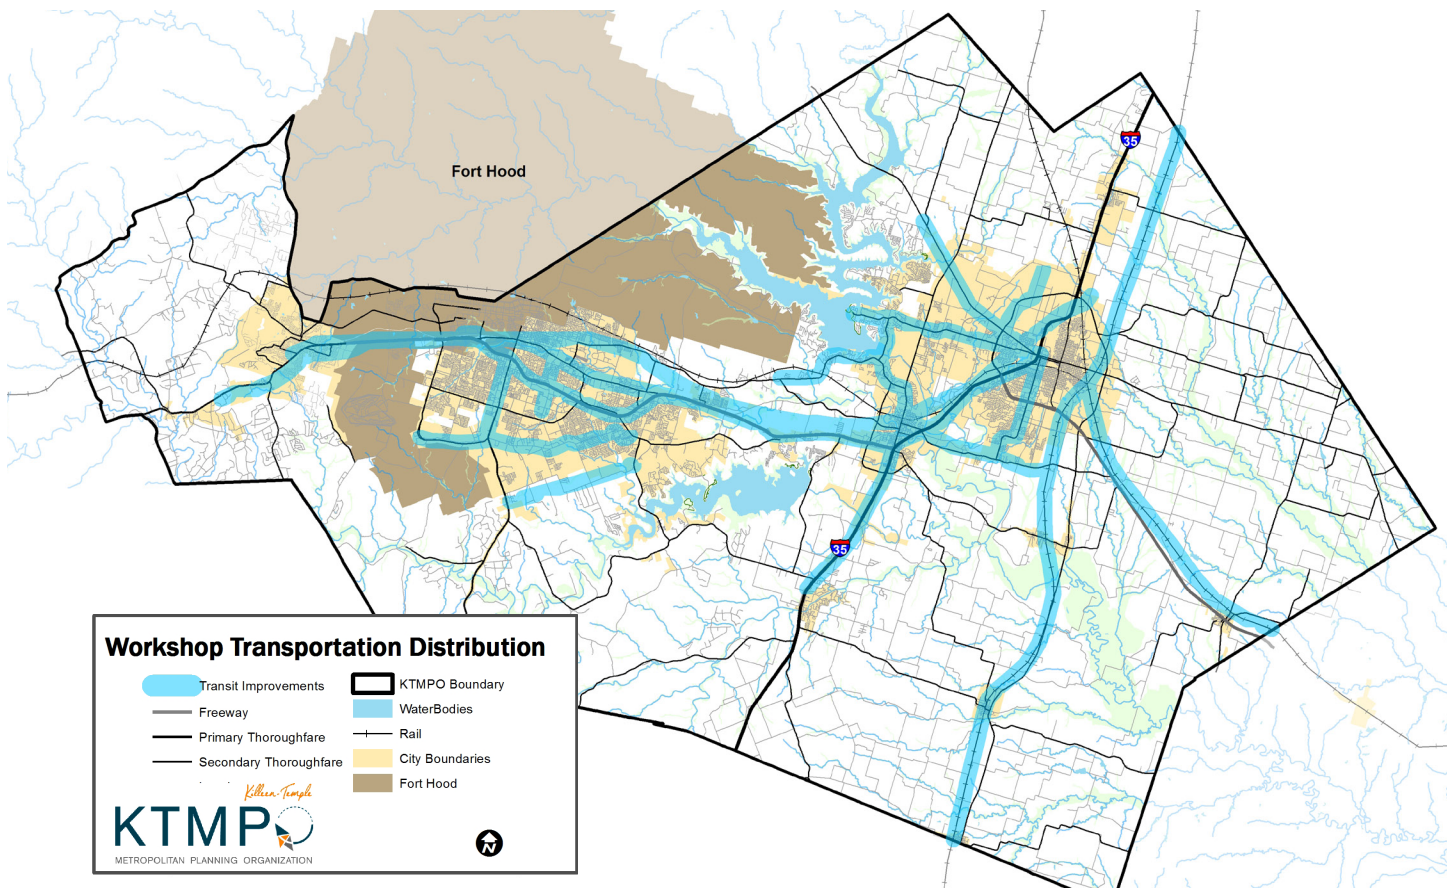 Fort Hood
35
35
Workshop Transportation Distribution
Transit Improvements
Freeway
Primary Thoroughfare
Secondary Thoroughfare
KTMPO Boundary
WaterBodies
Rail
City Boundaries
Fort Hood
Killeen-Temple
KTMPO
METROPOLITAN PLANNING ORGANIZATION
N